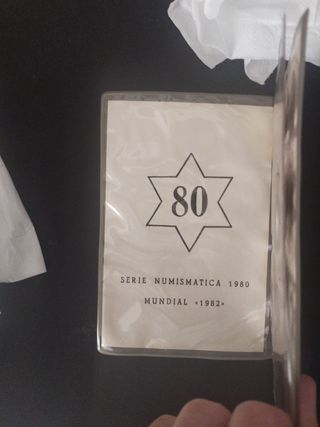 80
SERIE NUMISMATICA 1980
MUNDIAL «1982»